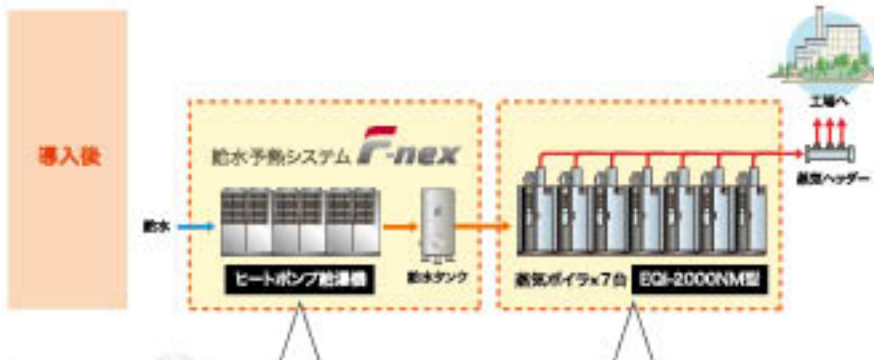 導入後
給水予熱システム F-nex
給水
ヒートポンプ給湯機
給水タンク
蒸気ボイラ×7台 EQi-2000NM型
蒸気ヘッダー
工場へ